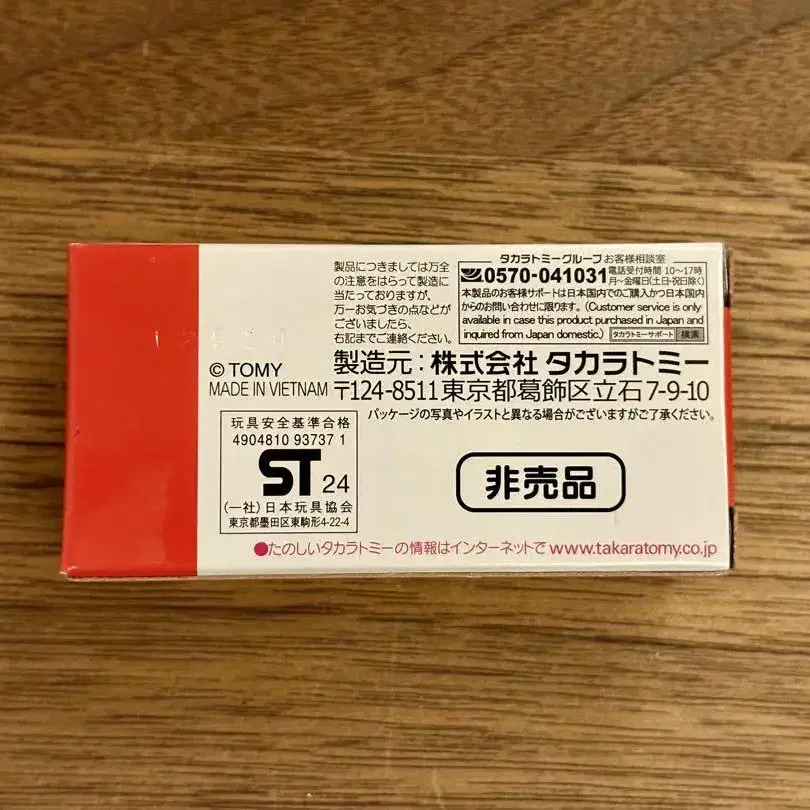 製品につきましては万全
の注意をはらって製造に
当たっておりますが、
万一お気づきの点などが
ございましたら、
右記までご連絡ください。
タカラトミーグループ お客様相談室
0570-041031 電話受付時間 10〜17時
月〜金曜日(土日・祝日除く)
本製品のお客様サポートは日本国内でのご購入かつ日本国内
からのお問い合わせに限ります。(Customer service is only
available in case this product purchased in Japan and
inquired from Japan domestic.) タカラトミーサポート 検索
© TOMY
MADE IN VIETNAM
製造元：株式会社 タカラトミー
〒124-8511 東京都葛飾区立石 7-9-10
パッケージの写真やイラストと異なる場合がございますがご了承ください。
玩具安全基準合格
4904810 93737 1
ST 24
(一社)日本玩具協会
東京都墨田区東駒形4-22-4
非売品
●たのしいタカラトミーの情報はインターネットで www.takaratomy.co.jp